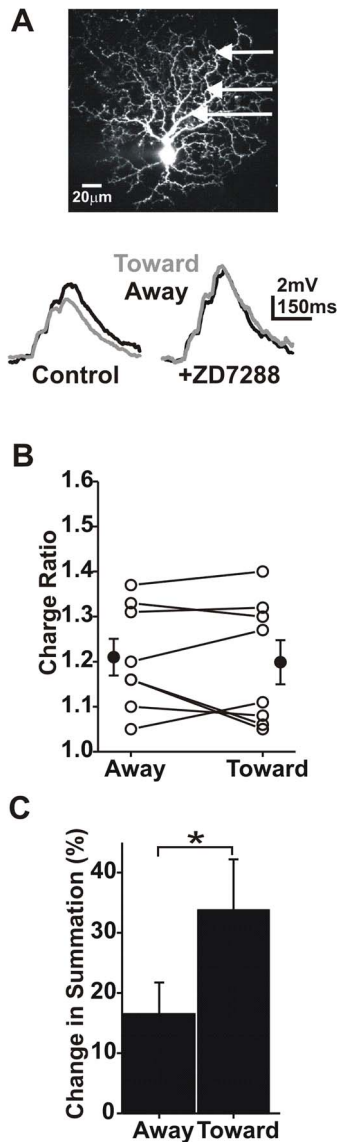 A
20µm
Toward
Away
2mV
150ms
Control
+ZD7288
B
1.6
1.5
1.4
1.3
1.2
1.1
1.0
Charge Ratio
Away
Toward
C
*
40
30
20
10
0
Change in Summation (%)
Away
Toward